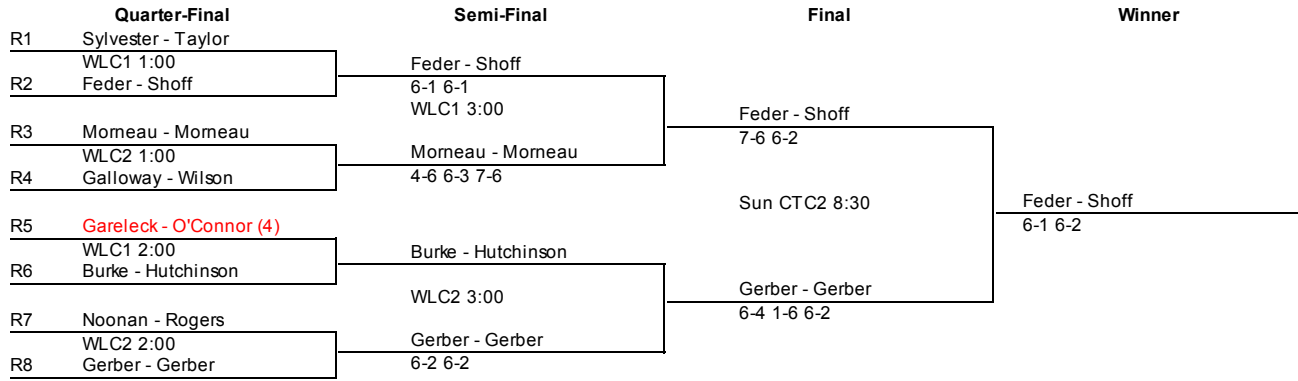 Quarter-Final Semi-Final Final Winner
R1 Sylvester - Taylor
WLC1 1:00
R2 Feder - Shoff
Feder - Shoff
6-1 6-1
WLC1 3:00
R3 Morneau - Morneau
WLC2 1:00
R4 Galloway - Wilson
Morneau - Morneau
4-6 6-3 7-6
Feder - Shoff
7-6 6-2
Sun CTC2 8:30
Feder - Shoff
6-1 6-2
R5 Gareleck - O'Connor (4)
WLC1 2:00
R6 Burke - Hutchinson
Burke - Hutchinson
WLC2 3:00
Gerber - Gerber
6-4 1-6 6-2
R7 Noonan - Rogers
WLC2 2:00
R8 Gerber - Gerber
Gerber - Gerber
6-2 6-2